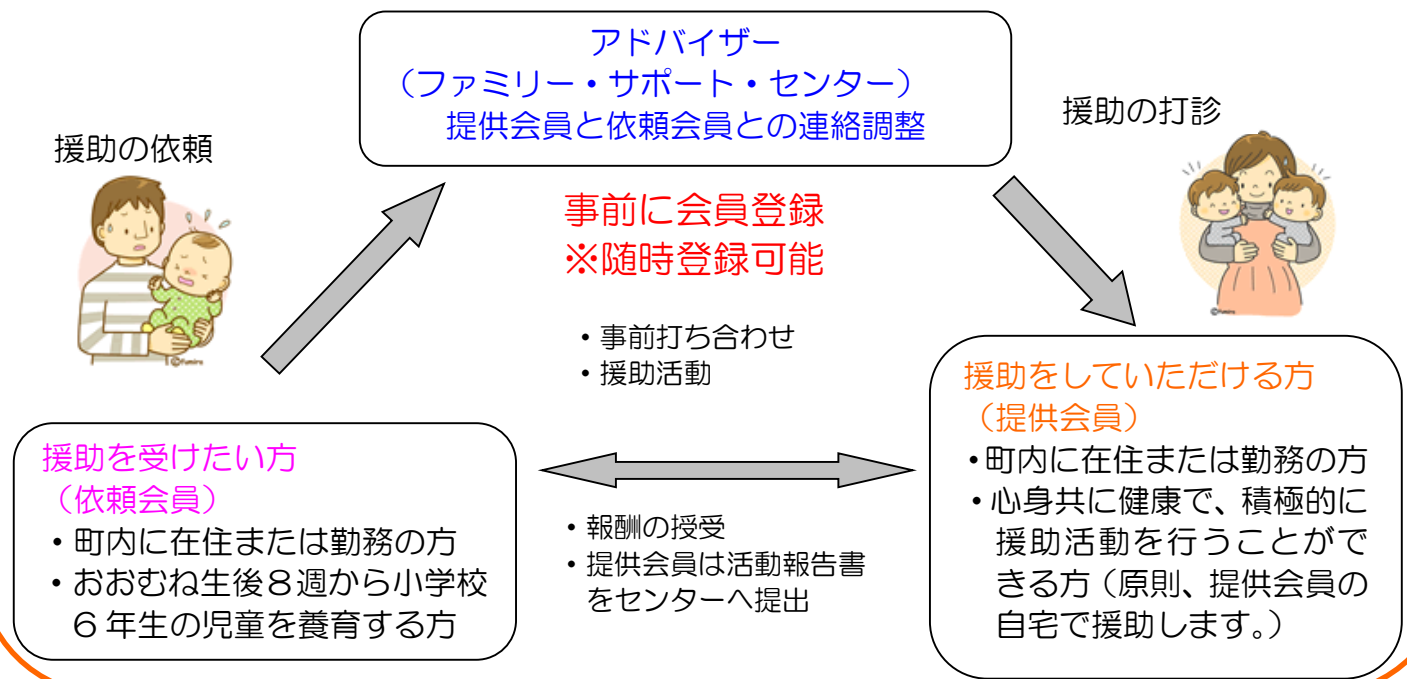 アドバイザー
（ファミリー・サポート・センター）
提供会員と依頼会員との連絡調整
援助の依頼
援助の打診
事前に会員登録
※随時登録可能
・事前打ち合わせ
・援助活動
援助を受けたい方
（依頼会員）
・町内に在住または勤務の方
・おおむね生後８週から小学校
６年生の児童を養育する方
・報酬の授受
・提供会員は活動報告書
をセンターへ提出
援助をしていただける方
（提供会員）
・町内に在住または勤務の方
・心身共に健康で、積極的に
援助活動を行うことがで
きる方（原則、提供会員の
自宅で援助します。）
©fumira
©fumira